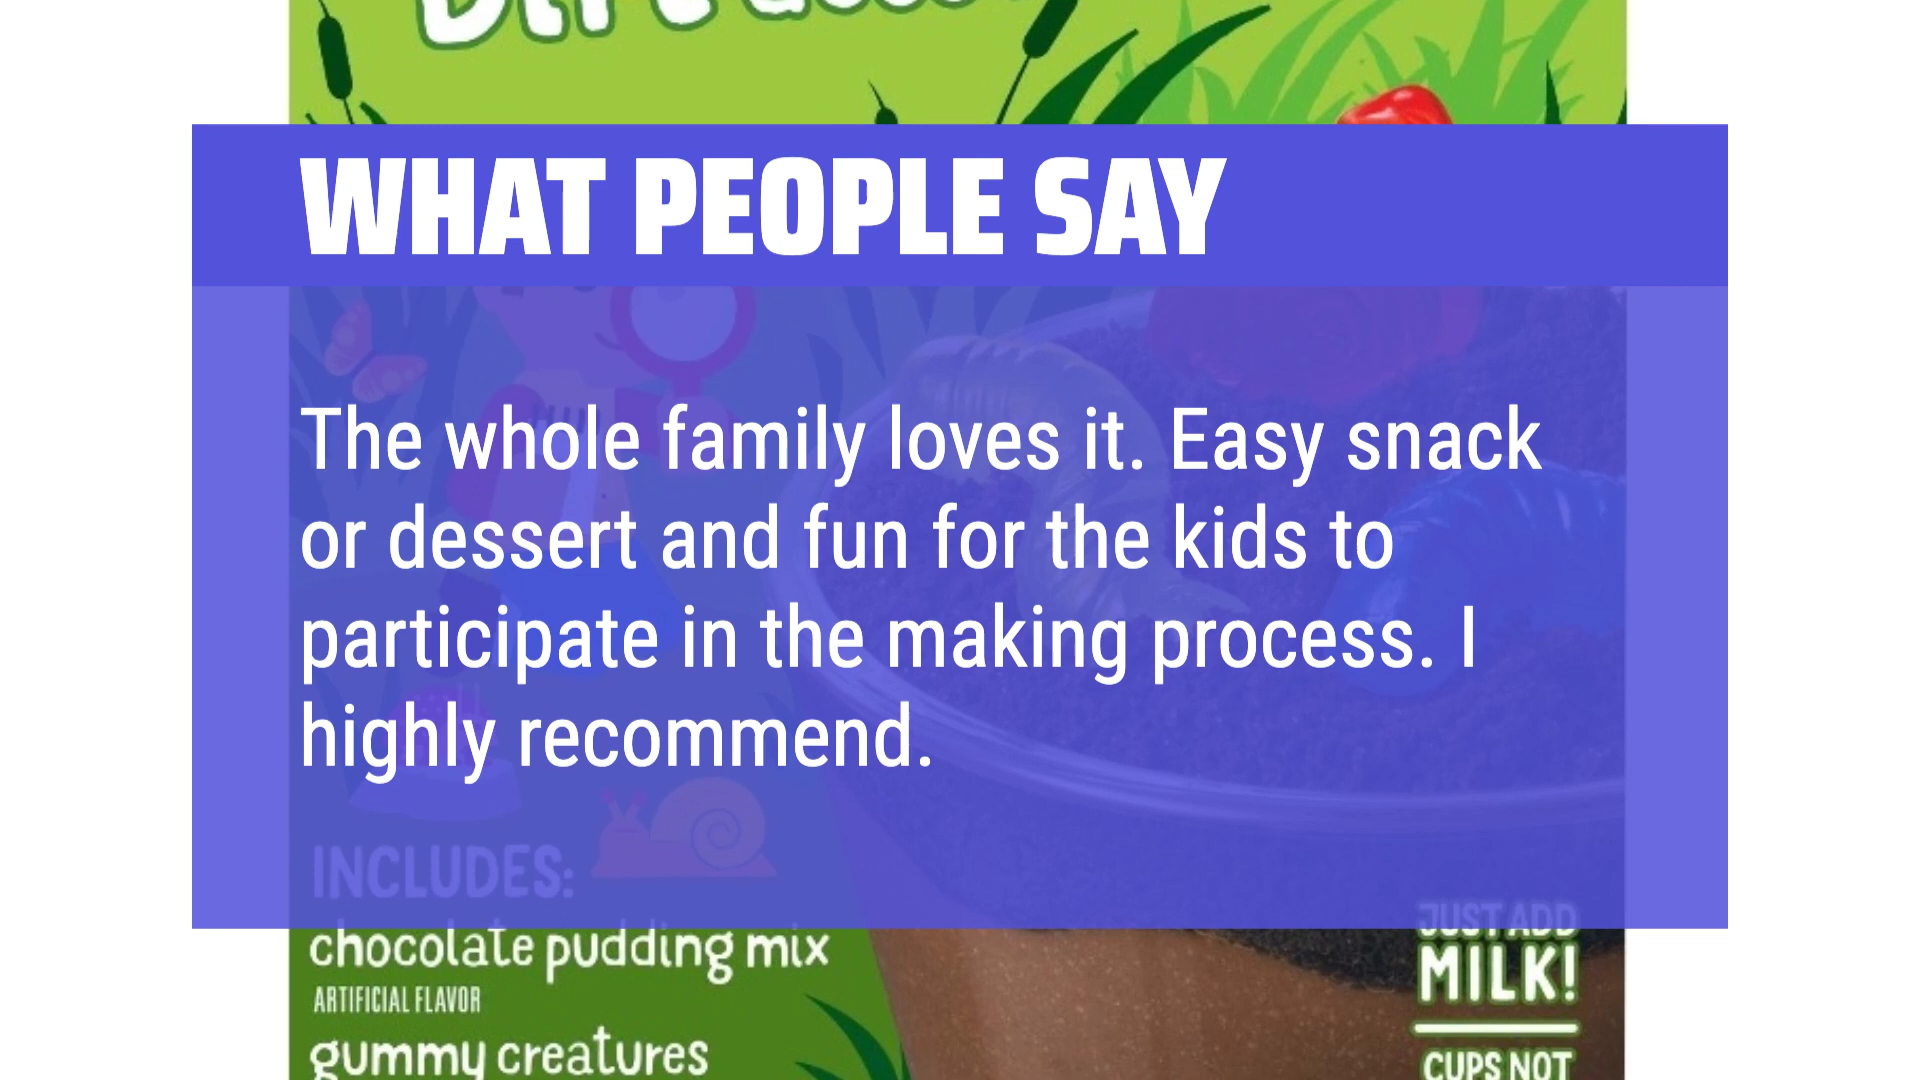 WHAT PEOPLE SAY
The whole family loves it. Easy snack
or dessert and fun for the kids to
participate in the making process. I
highly recommend.
INCLUDES:
chocolate pudding mix
ARTIFICIAL FLAVOR
gummy creatures
JUST ADD
MILK!
CUPS NOT